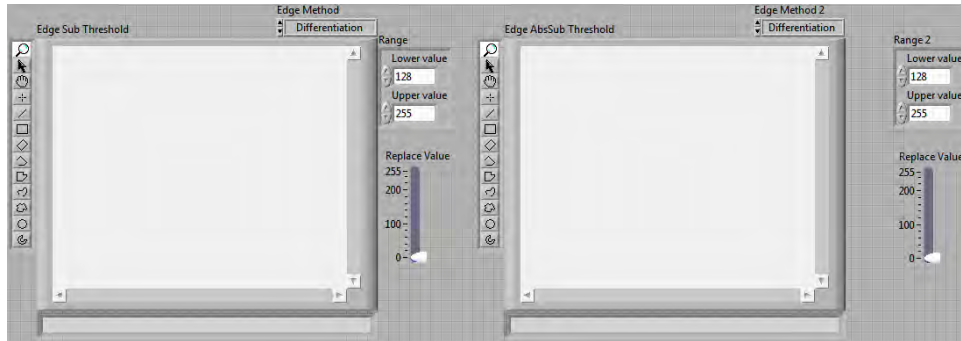 Edge Method
Edge Sub Threshold
Differentiation
Range
Lower value
128
Upper value
255
Replace Value
255
200
100
0
Edge Method 2
Edge AbsSub Threshold
Differentiation
Range 2
Lower value
128
Upper value
255
Replace Value
255
200
100
0